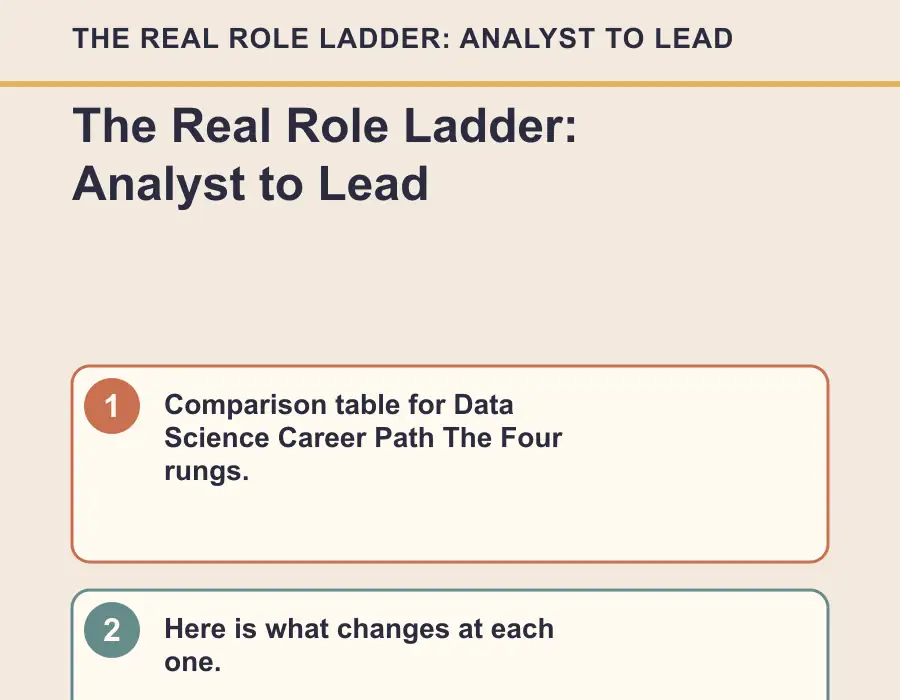 THE REAL ROLE LADDER: ANALYST TO LEAD
The Real Role Ladder:
Analyst to Lead
1
Comparison table for Data
Science Career Path The Four
rungs.
2
Here is what changes at each
one.